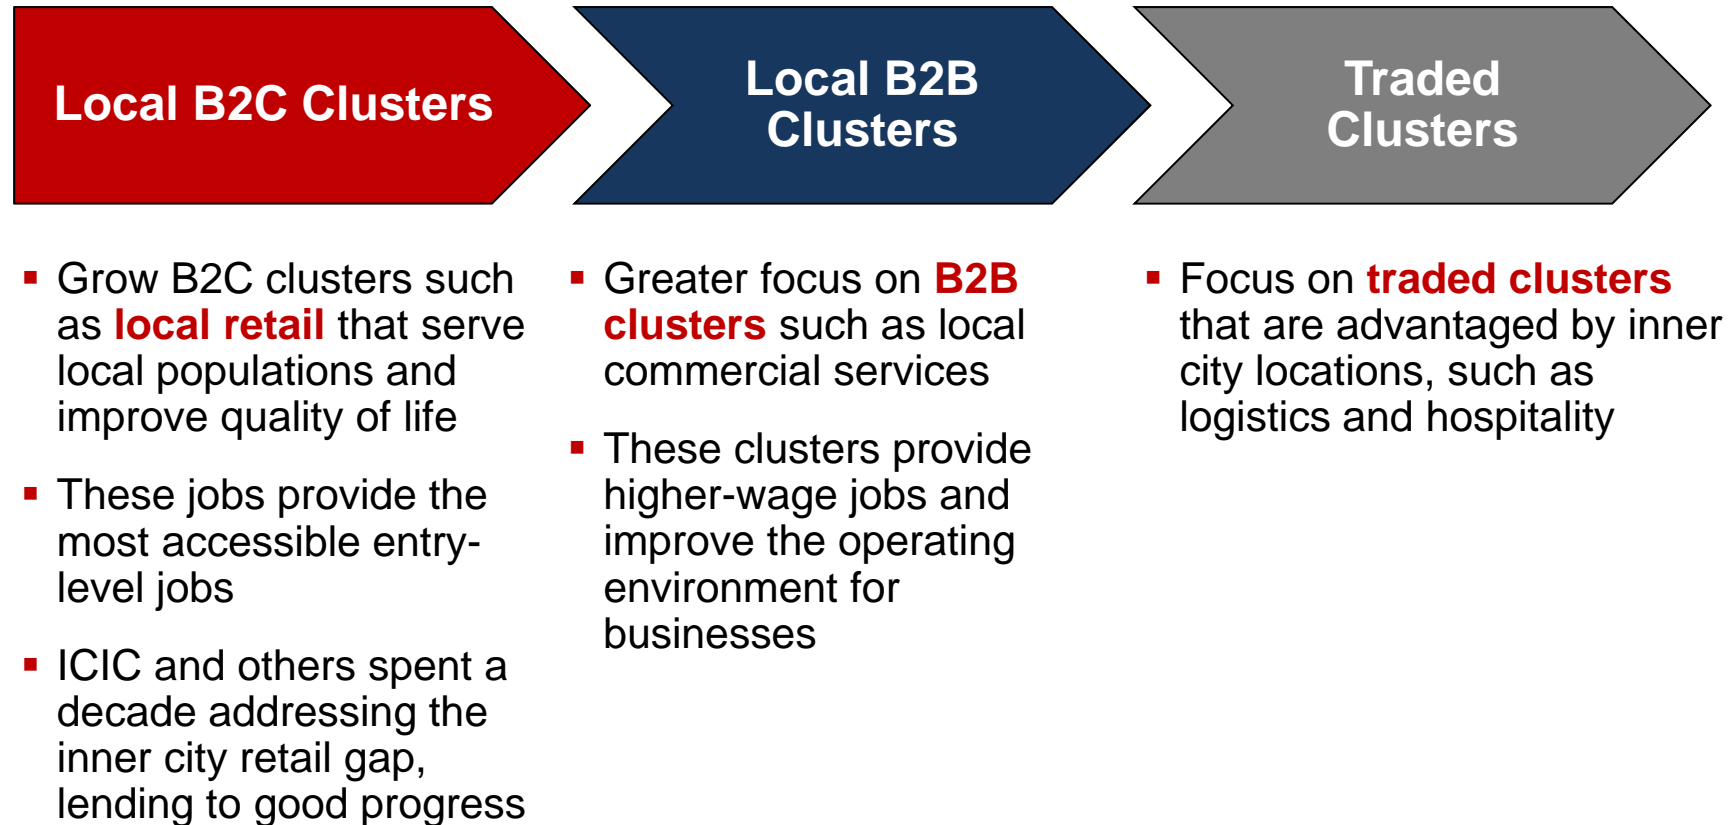 Local B2C Clusters
Local B2B
Clusters
Traded
Clusters
▪ Grow B2C clusters such
as local retail that serve
local populations and
improve quality of life
▪ These jobs provide the
most accessible entry-
level jobs
▪ ICIC and others spent a
decade addressing the
inner city retail gap,
lending to good progress
▪ Greater focus on B2B
clusters such as local
commercial services
▪ These clusters provide
higher-wage jobs and
improve the operating
environment for
businesses
▪ Focus on traded clusters
that are advantaged by inner
city locations, such as
logistics and hospitality